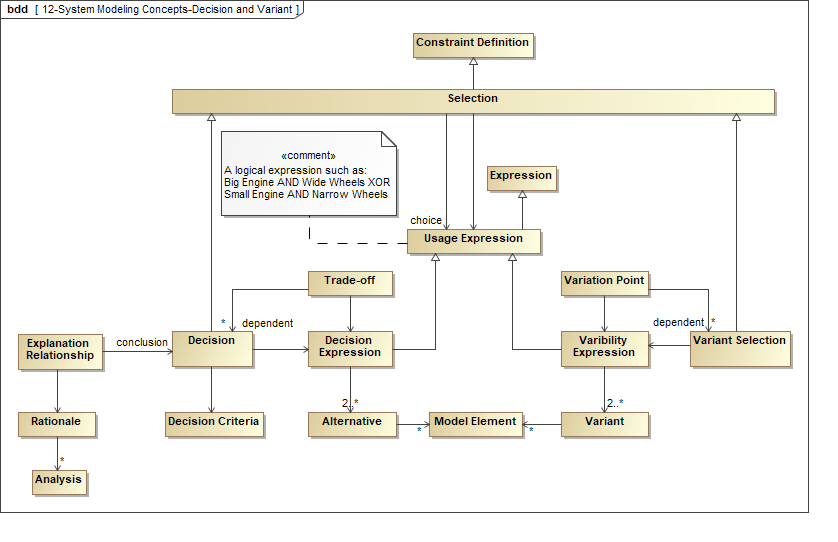 bdd [ 12-System Modeling Concepts-Decision and Variant ]
Constraint Definition
Selection
«comment»
A logical expression such as:
Big Engine AND Wide Wheels XOR
Small Engine AND Narrow Wheels
Expression
choice
Usage Expression
Trade-off
Variation Point
* dependent
dependent *
Explanation
Relationship
conclusion
Decision
Decision
Expression
Varibility
Expression
Variant Selection
2..*
2..*
Rationale
Decision Criteria
Alternative
*
Model Element
*
Variant
*
Analysis